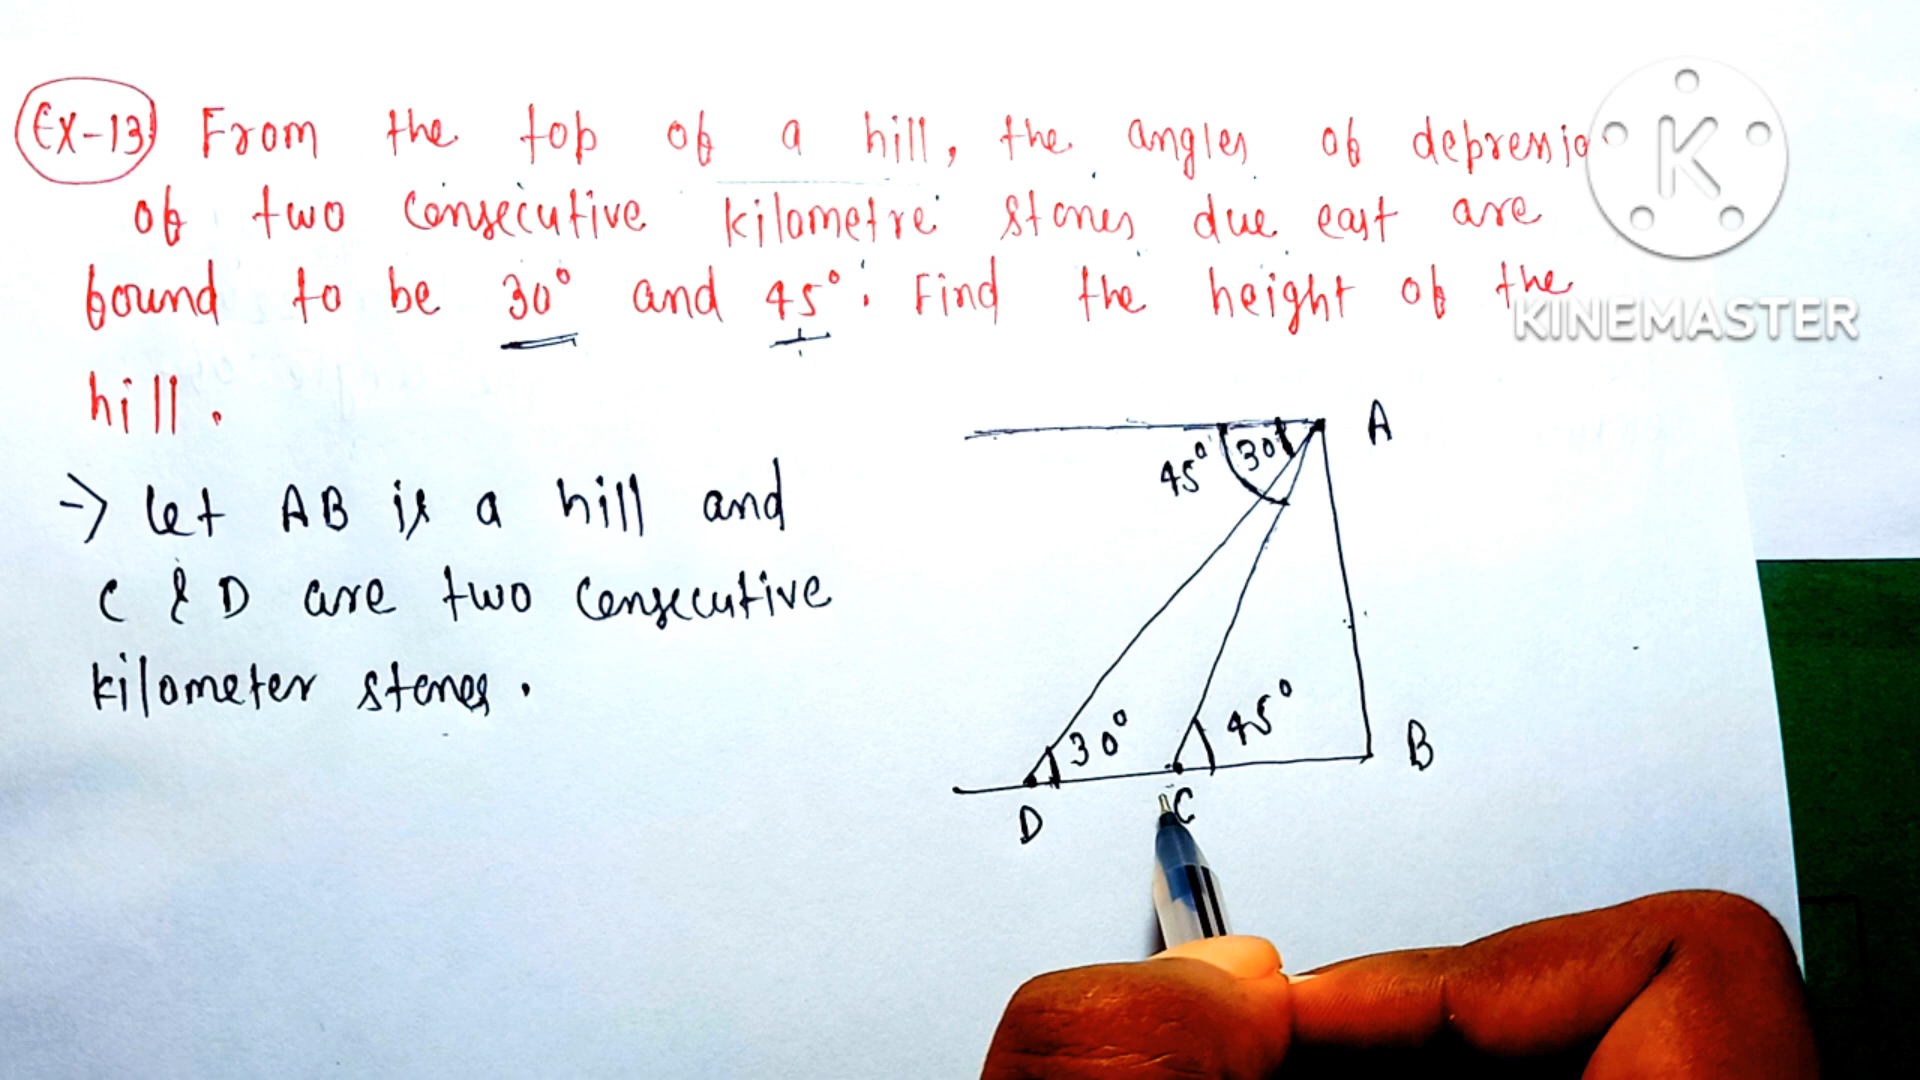 Ex-13 From the top of a hill, the angles of depressio
of two consecutive kilometre stones due east are
found to be 30° and 45°. Find the height of the
hill.
→ Let AB is a hill and
C & D are two consecutive
kilometer stones.
A
45° 30
30° 45° B
D C
K
KINEMASTER